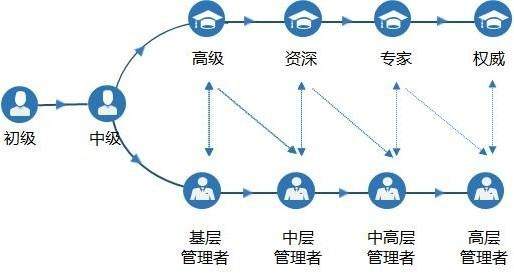 高级
资深
专家
权威
初级
中级
基层
管理者
中层
管理者
中高层
管理者
高层
管理者